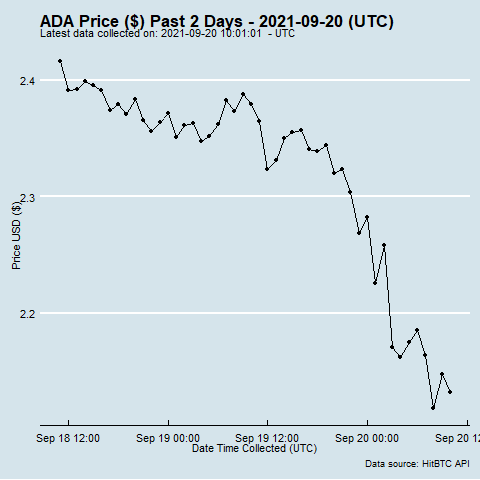 ADA Price ($) Past 2 Days - 2021-09-20 (UTC)
Latest data collected on: 2021-09-20 10:01:01  - UTC
2.4
2.3
2.2
Price USD ($)
Sep 18 12:00
Sep 19 00:00
Sep 19 12:00
Sep 20 00:00
Sep 20 12
Date Time Collected (UTC)
Data source: HitBTC API